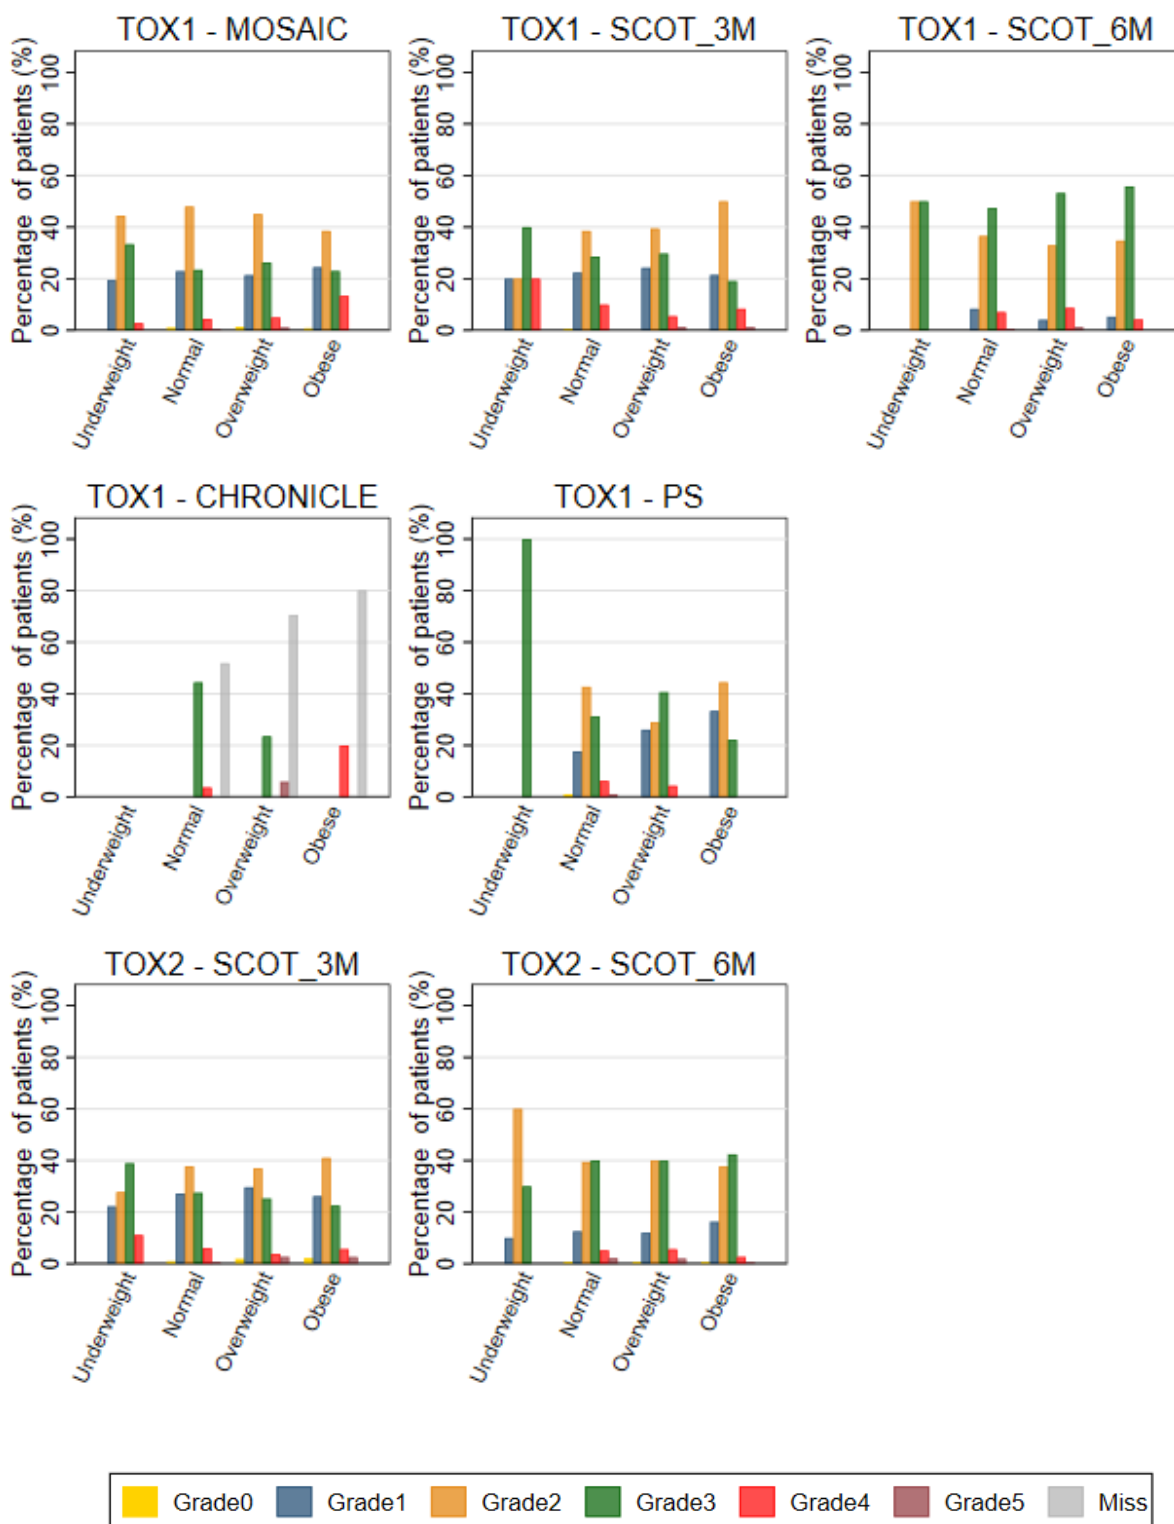 TOX1 - MOSAIC
Percentage of patients (%)
0 20 40 60 80 100
Underweight Normal Overweight Obese
TOX1 - SCOT_3M
Percentage of patients (%)
0 20 40 60 80 100
Underweight Normal Overweight Obese
TOX1 - SCOT_6M
Percentage of patients (%)
0 20 40 60 80 100
Underweight Normal Overweight Obese
TOX1 - CHRONICLE
Percentage of patients (%)
0 20 40 60 80 100
Underweight Normal Overweight Obese
TOX1 - PS
Percentage of patients (%)
0 20 40 60 80 100
Underweight Normal Overweight Obese
TOX2 - SCOT_3M
Percentage of patients (%)
0 20 40 60 80 100
Underweight Normal Overweight Obese
TOX2 - SCOT_6M
Percentage of patients (%)
0 20 40 60 80 100
Underweight Normal Overweight Obese
Grade0 Grade1 Grade2 Grade3 Grade4 Grade5 Miss